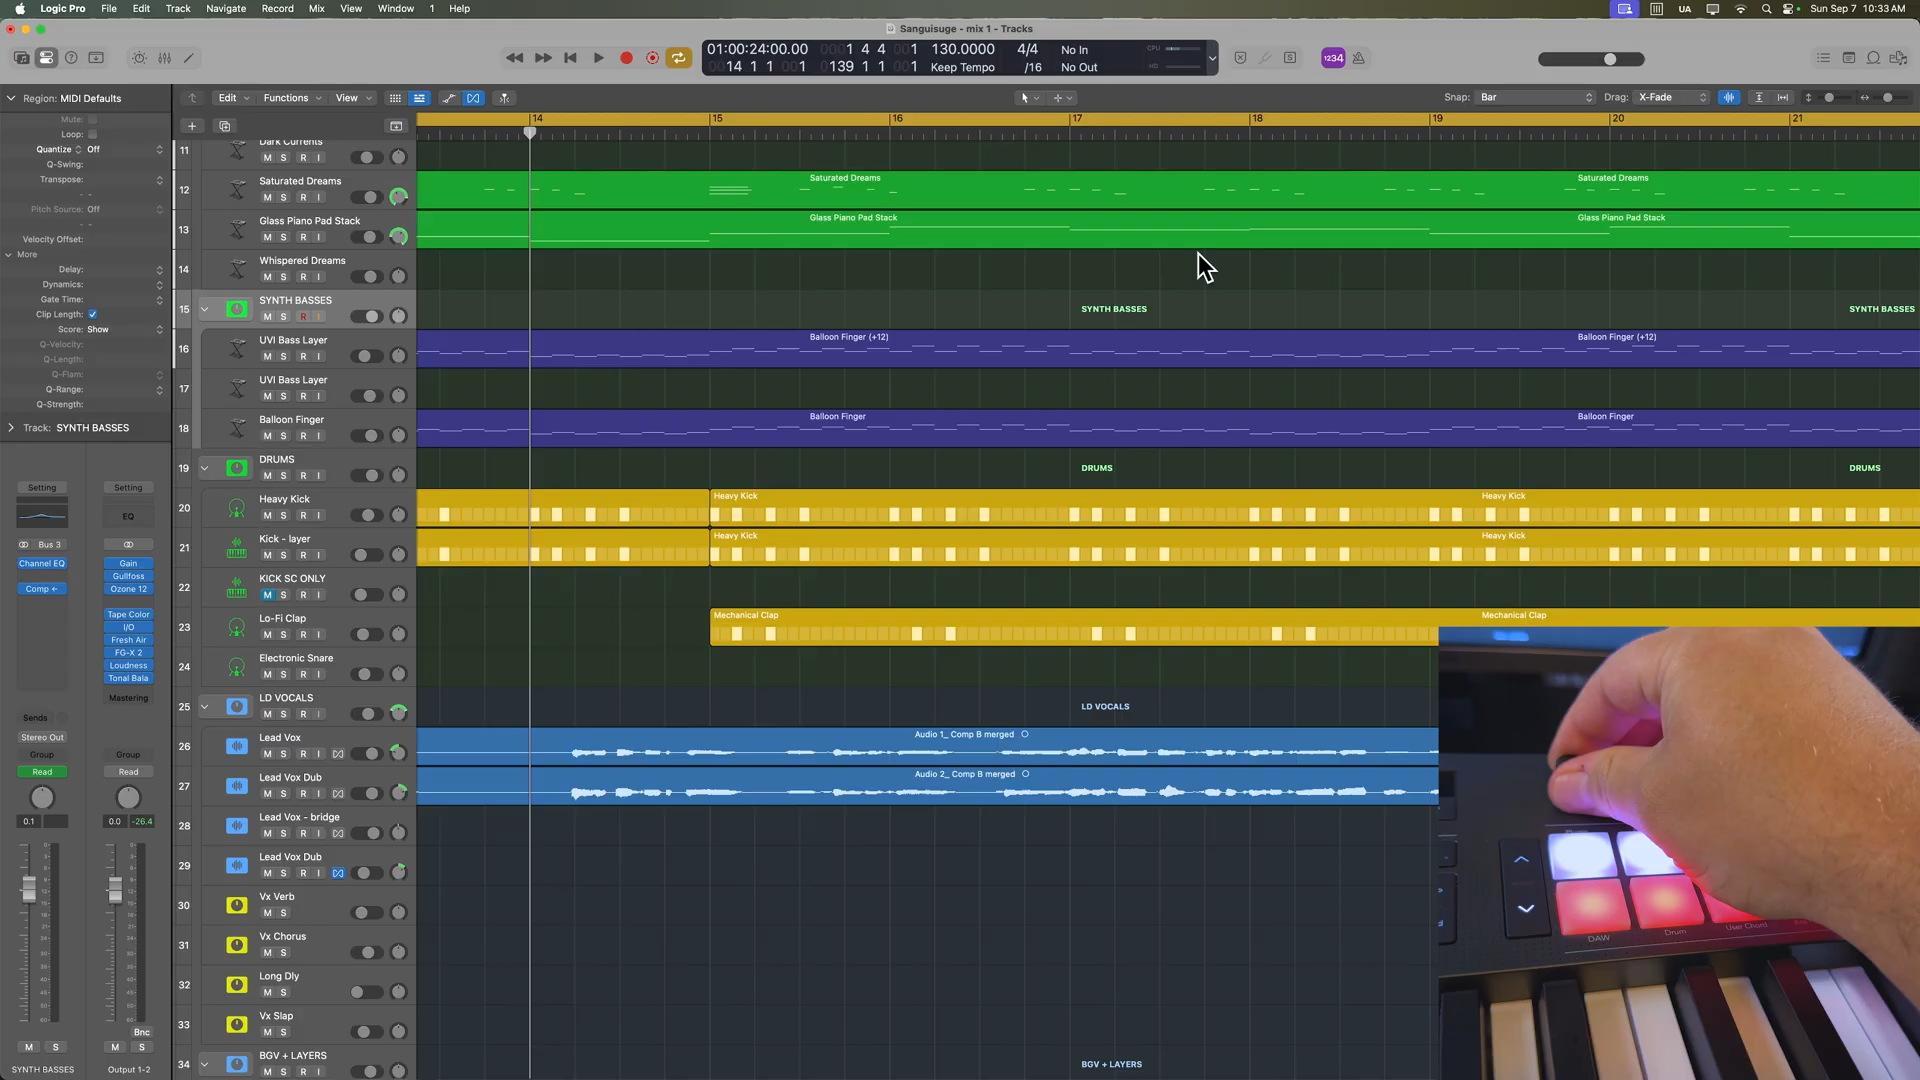 Logic Pro File Edit Track Navigate Record Mix View Window 1 Help
UA Sun Sep 7 10:33 AM
Sanguisuge - mix 1 - Tracks
01:00:24:00.00 0001 4 4 001 130.0000 4/4 No In CPU
0014 1 1 001 0139 1 1 001 Keep Tempo /16 No Out HD
S 1234
Region: MIDI Defaults
Edit Functions View
Snap: Bar Drag: X-Fade
14 15 16 17 18 19 20 21
Mute:
Loop:
Quantize Off
Q-Swing:
Transpose:
Pitch Source: Off
Velocity Offset:
More
Delay:
Dynamics:
Gate Time:
Clip Length:
Score: Show
Q-Velocity:
Q-Length:
Q-Flam:
Q-Range:
Q-Strength:
Track: SYNTH BASSES
Setting Setting
EQ
Bus 3
Channel EQ Gain
Gullfoss
Comp Ozone 12
Tape Color
I/O
Fresh Air
FG-X 2
Loudness
Tonal Bala
Mastering
Sends
Stereo Out
Group Group
Read Read
0.1 0.0 -26.4
Bnc
M S M S
SYNTH BASSES Output 1-2
11 Dark Currents
M S R I
12 Saturated Dreams
M S R I
Saturated Dreams Saturated Dreams
13 Glass Piano Pad Stack
M S R I
Glass Piano Pad Stack Glass Piano Pad Stack
14 Whispered Dreams
M S R I
15 SYNTH BASSES
M S R I
SYNTH BASSES SYNTH BASSES
16 UVI Bass Layer
M S R I
Balloon Finger (+12) Balloon Finger (+12)
17 UVI Bass Layer
M S R I
18 Balloon Finger
M S R I
Balloon Finger Balloon Finger
19 DRUMS
M S R I
DRUMS DRUMS
20 Heavy Kick
M S R I
Heavy Kick Heavy Kick
21 Kick - layer
M S R I
Heavy Kick Heavy Kick
22 KICK SC ONLY
M S R I
23 Lo-Fi Clap
M S R I
Mechanical Clap Mechanical Clap
24 Electronic Snare
M S R I
25 LD VOCALS
M S R I
LD VOCALS
26 Lead Vox
M S R I
Audio 1_ Comp B merged
27 Lead Vox Dub
M S R I
Audio 2_ Comp B merged
28 Lead Vox - bridge
M S R I
29 Lead Vox Dub
M S R I
30 Vx Verb
M S
31 Vx Chorus
M S
32 Long Dly
M S
33 Vx Slap
M S
34 BGV + LAYERS
M S R I
BGV + LAYERS
DAW Drum User Chord